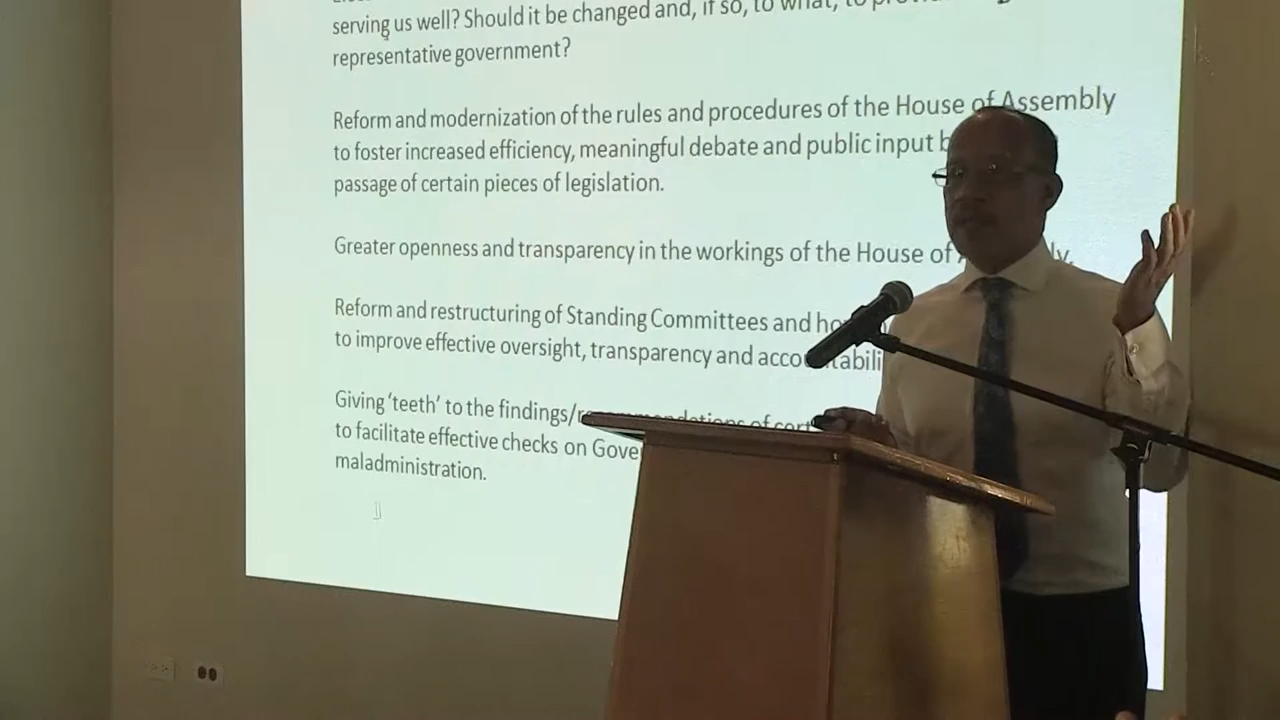 serving us well? Should it be changed and, if so, to what, to
representative government?
Reform and modernization of the rules and procedures of the House of Assembly
to foster increased efficiency, meaningful debate and public input
passage of certain pieces of legislation.
Greater openness and transparency in the workings of the House of
Reform and restructuring of Standing Committees and
to improve effective oversight, transparency and
Giving ‘teeth’ to the findings/recommendations of
to facilitate effective checks on
maladministration.